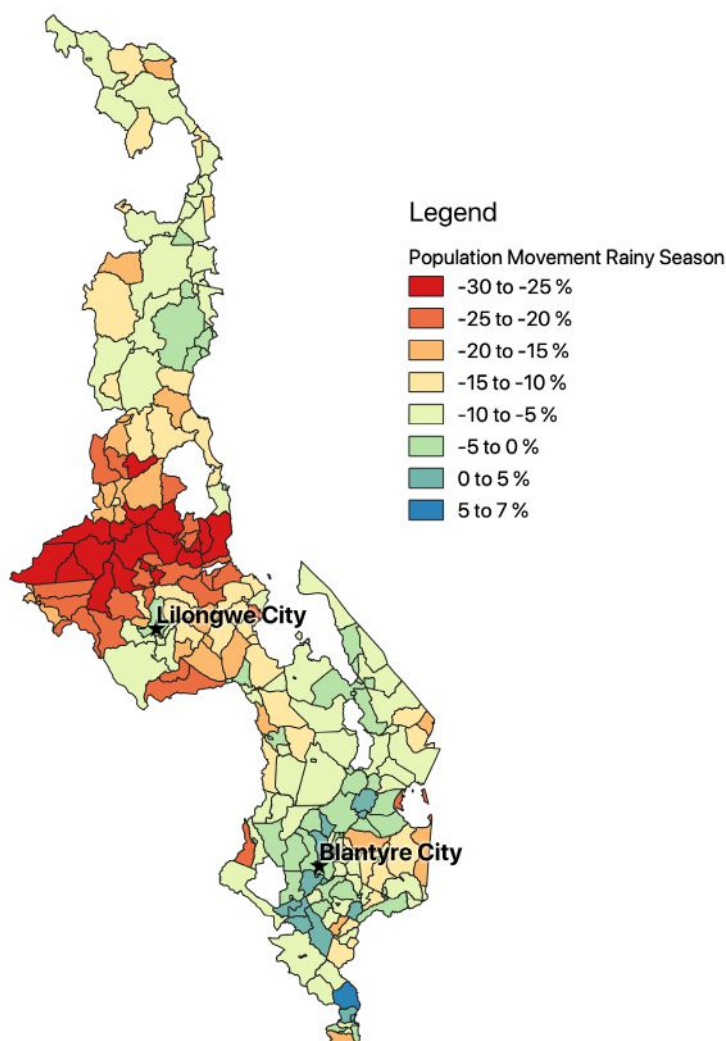 Legend
Population Movement Rainy Season
-30 to -25 %
-25 to -20 %
-20 to -15 %
-15 to -10 %
-10 to -5 %
-5 to 0 %
0 to 5 %
5 to 7 %
Lilongwe City
Blantyre City